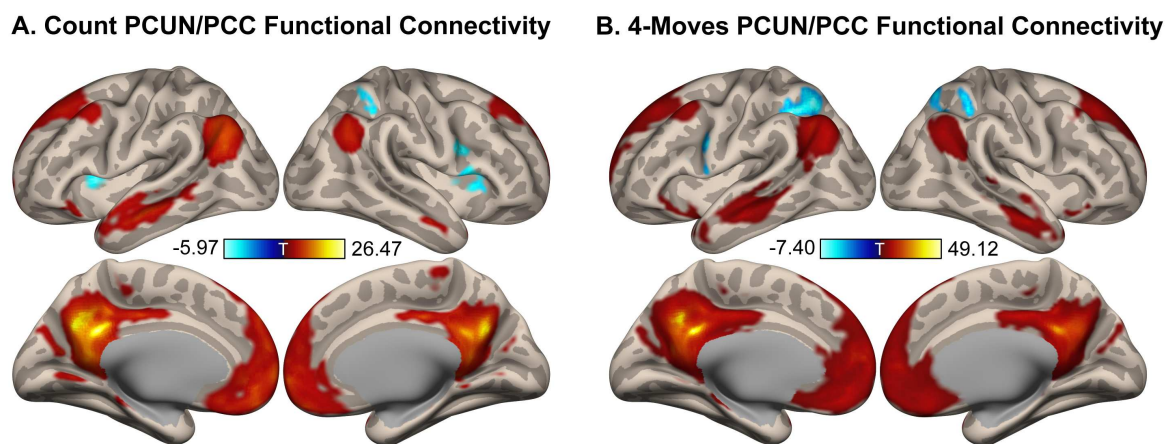 A. Count PCUN/PCC Functional Connectivity
B. 4-Moves PCUN/PCC Functional Connectivity
-5.97 T 26.47
-7.40 T 49.12